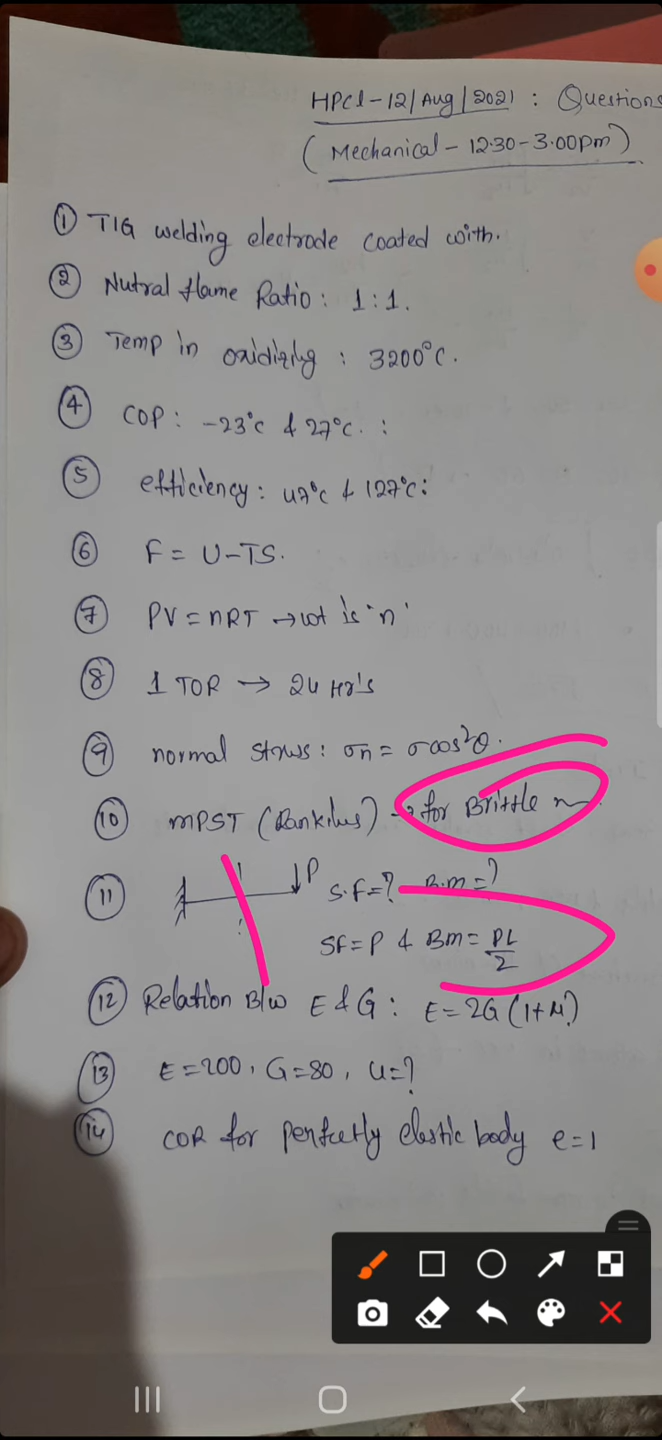 HPCl-12/Aug/2021 : Questions
(Mechanical - 12.30-3.00pm)
① TIG welding electrode coated with.
② Nutral flame Ratio : 1:1.
③ Temp in oxidizing : 3200°C.
④ COP : -23°C & 27°C. :
⑤ efficiency : 47°C & 127°C :
⑥ F = U-TS.
⑦ PV = nRT → wt is 'n'
⑧ 1 TOR → 24 Hr's
⑨ normal stress : σn = σcos²θ.
⑩ MPST (Rankines) → for Brittle
⑪ P S.F=? B.M=?
SF=P & BM= PL/2
⑫ Relation B/w E & G : E=2G(1+μ)
⑬ E=200, G=80, u=?
⑭ COR for perfectly elastic body e=1